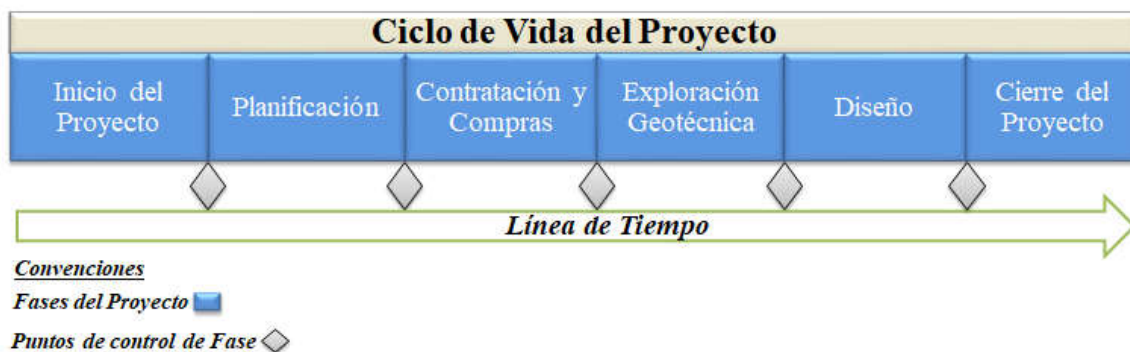 Ciclo de Vida del Proyecto
Inicio del
Proyecto
Planificación
Contratación y
Compras
Exploración
Geotécnica
Diseño
Cierre del
Proyecto
Línea de Tiempo
Convenciones
Fases del Proyecto
Puntos de control de Fase